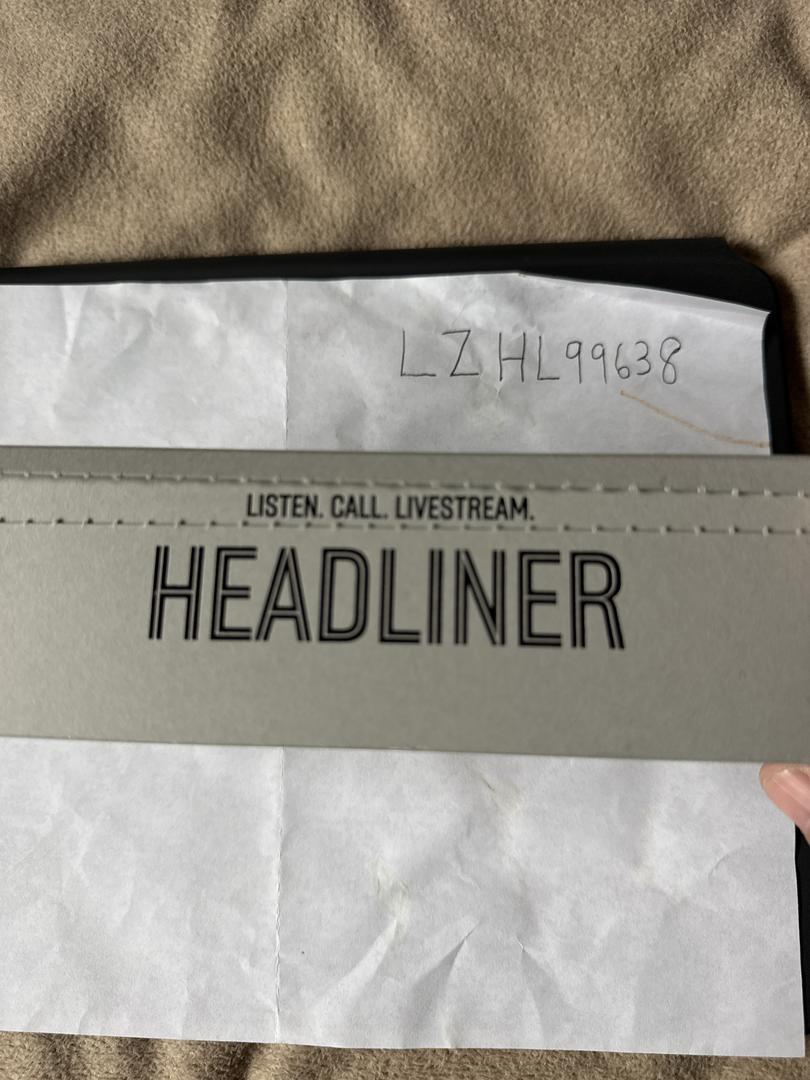 LZHL99638
LISTEN. CALL. LIVESTREAM.
HEADLINER